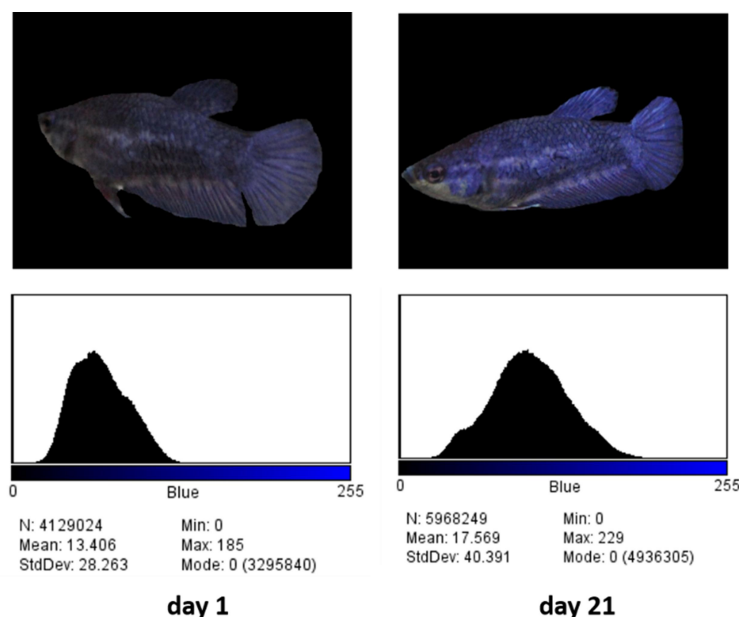 0 Blue 255
N: 4129024 Min: 0
Mean: 13.406 Max: 185
StdDev: 28.263 Mode: 0 (3295840)
day 1
0 Blue 255
N: 5968249 Min: 0
Mean: 17.569 Max: 229
StdDev: 40.391 Mode: 0 (4936305)
day 21